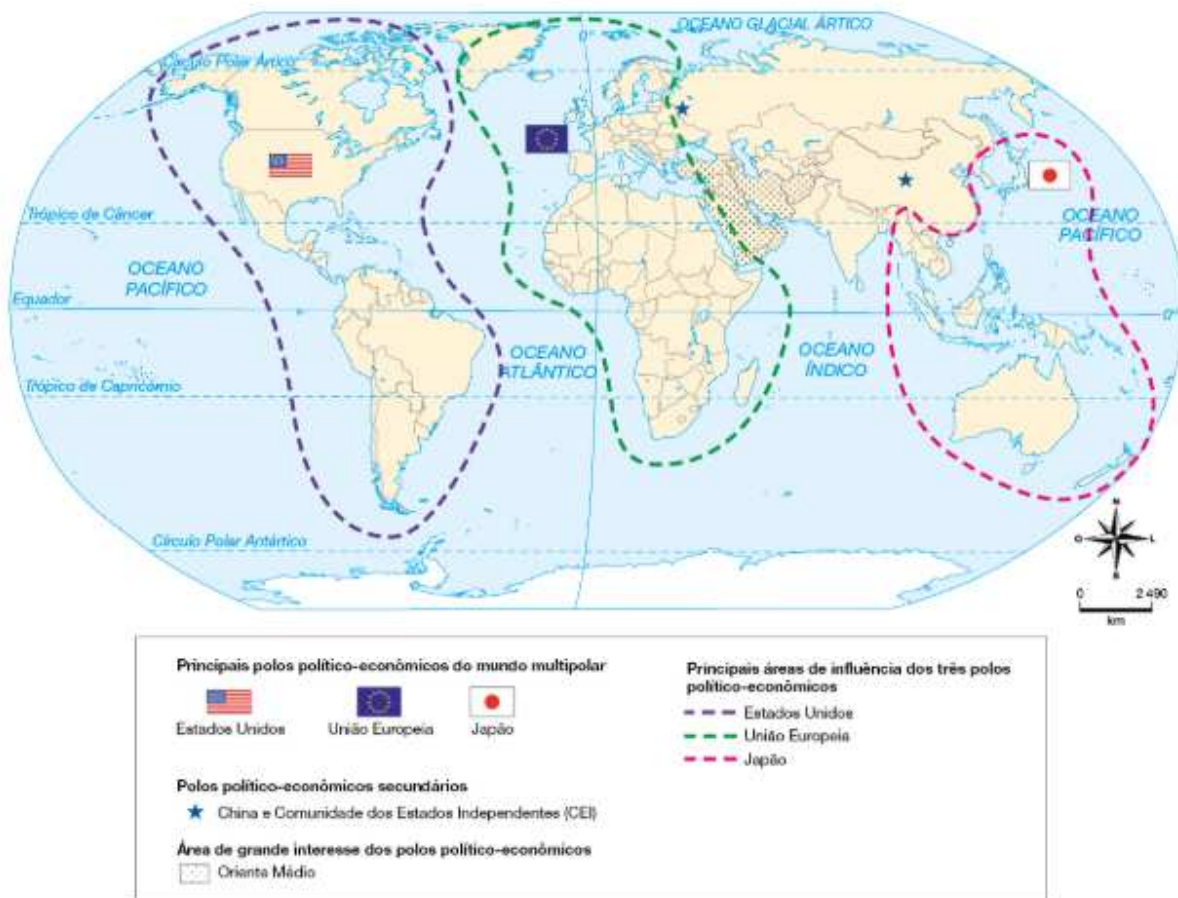 OCEANO GLACIAL ÁRTICO
0°
Círculo Polar Ártico
Trópico de Câncer
OCEANO
PACÍFICO
OCEANO
PACÍFICO
Equador
0°
OCEANO
ATLÂNTICO
OCEANO
ÍNDICO
Trópico de Capricórnio
Círculo Polar Antártico
N
O
L
S
0
2 490
km
Principais polos político-econômicos do mundo multipolar
Estados Unidos
União Europeia
Japão
Polos político-econômicos secundários
China e Comunidade dos Estados Independentes (CEI)
Área de grande interesse dos polos político-econômicos
Oriente Médio
Principais áreas de influência dos três polos
político-econômicos
Estados Unidos
União Europeia
Japão